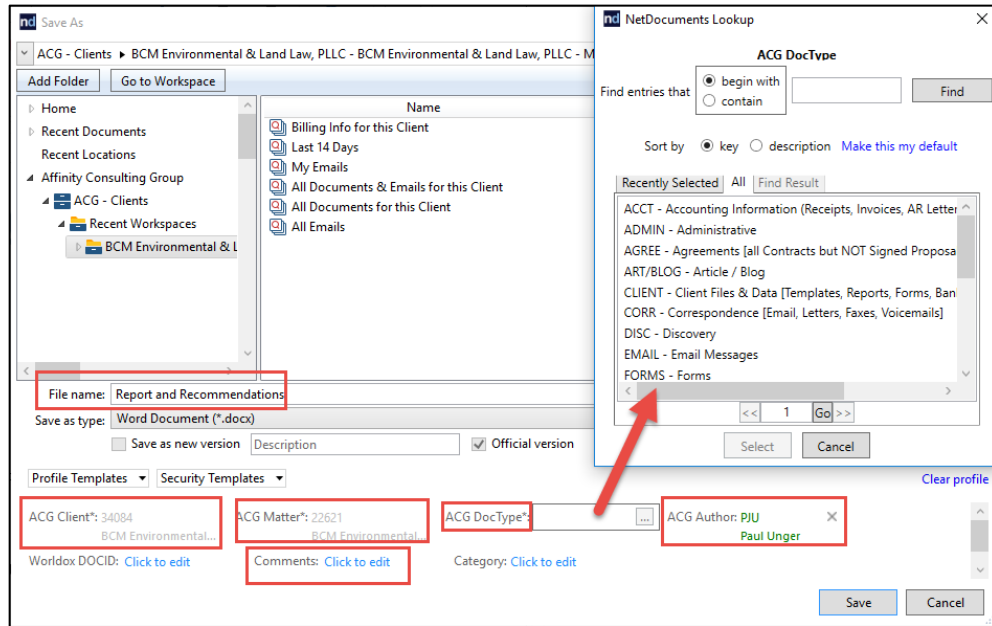 nd Save As
ACG - Clients ▸ BCM Environmental & Land Law, PLLC - BCM Environmental & Land Law, PLLC - M
Add Folder Go to Workspace
Home
Recent Documents
Recent Locations
Affinity Consulting Group
ACG - Clients
Recent Workspaces
BCM Environmental & L
Name
Billing Info for this Client
Last 14 Days
My Emails
All Documents & Emails for this Client
All Documents for this Client
All Emails
nd NetDocuments Lookup
ACG DocType
Find entries that begin with Find
contain
Sort by key description Make this my default
Recently Selected All Find Result
ACCT - Accounting Information (Receipts, Invoices, AR Letter
ADMIN - Administrative
AGREE - Agreements [all Contracts but NOT Signed Proposa
ART/BLOG - Article / Blog
CLIENT - Client Files & Data [Templates, Reports, Forms, Ban
CORR - Correspondence [Email, Letters, Faxes, Voicemails]
DISC - Discovery
EMAIL - Email Messages
FORMS - Forms
<< 1 Go >>
Select Cancel
File name: Report and Recommendations
Save as type: Word Document (*.docx)
Save as new version Description Official version
Profile Templates Security Templates Clear profile
ACG Client*: 34084 ACG Matter*: 22621 ACG DocType*: ... ACG Author: PJU
BCM Environmental... BCM Environmental... Paul Unger
Worldox DOCID: Click to edit Comments: Click to edit Category: Click to edit
Save Cancel